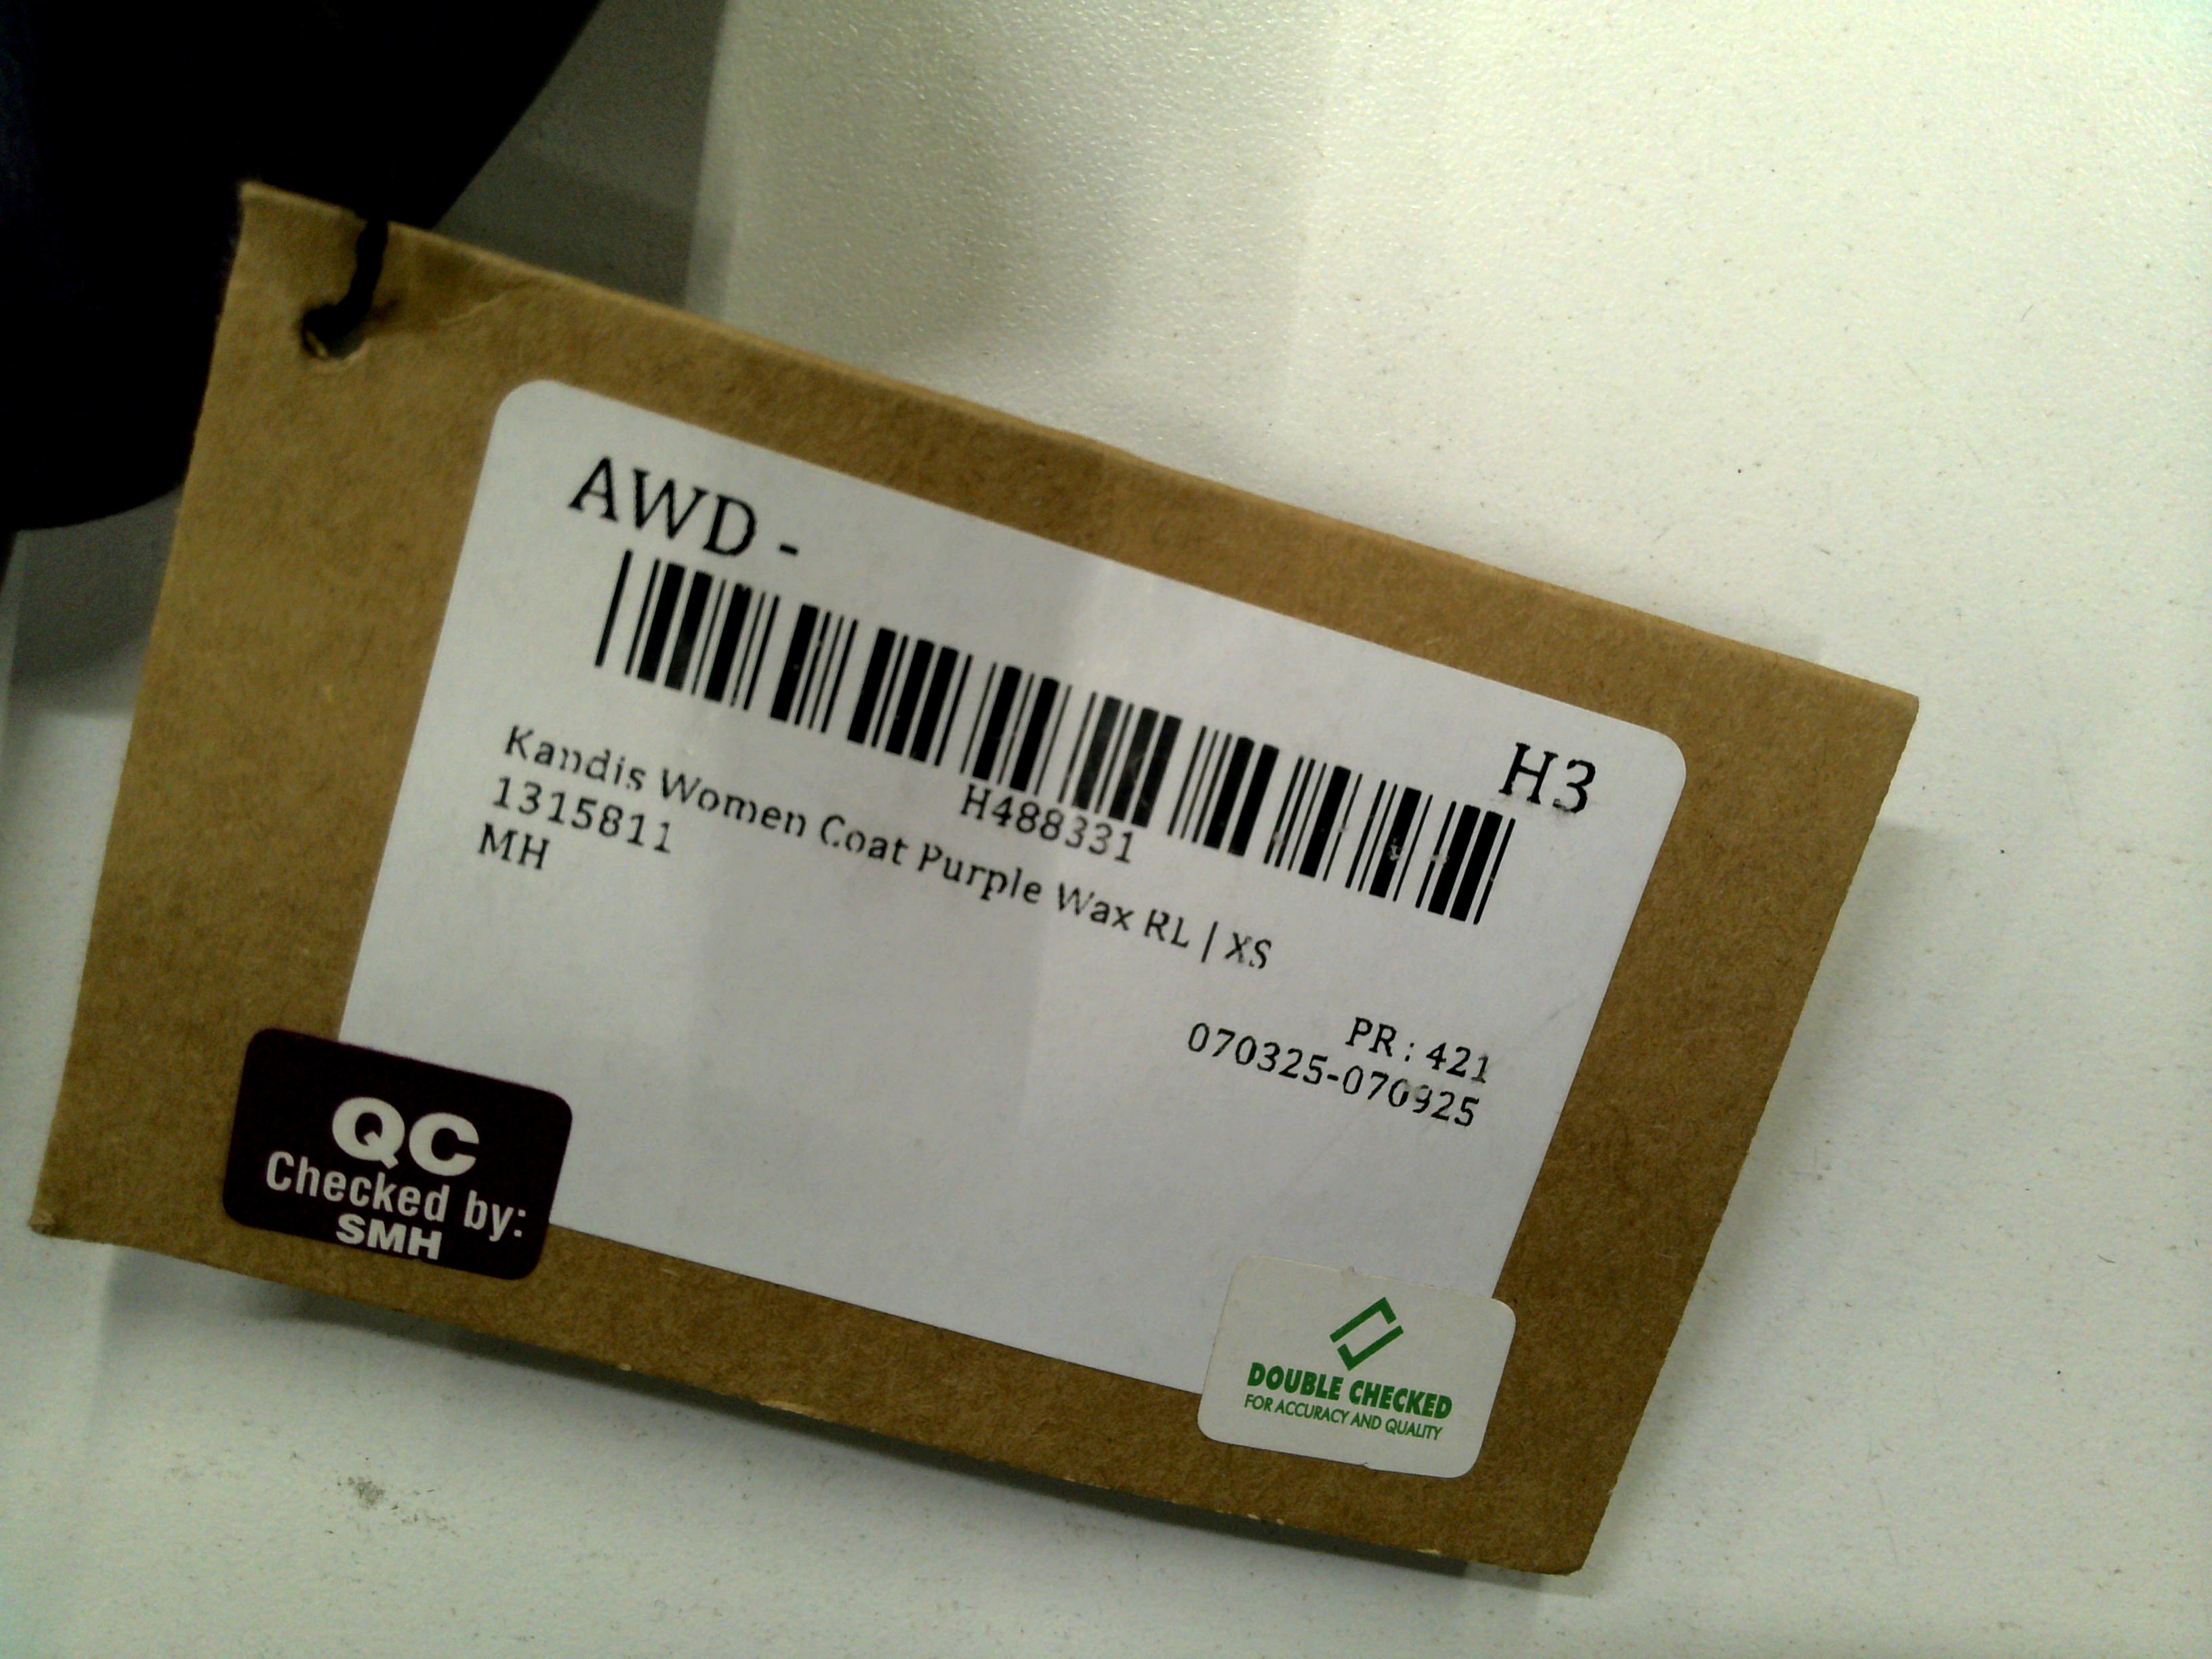 AWD -
H3
H488331
Kandis Women Coat Purple Wax RL | XS
1315811
MH
PR : 421
070325-070925
QC
Checked by:
SMH
DOUBLE CHECKED
FOR ACCURACY AND QUALITY